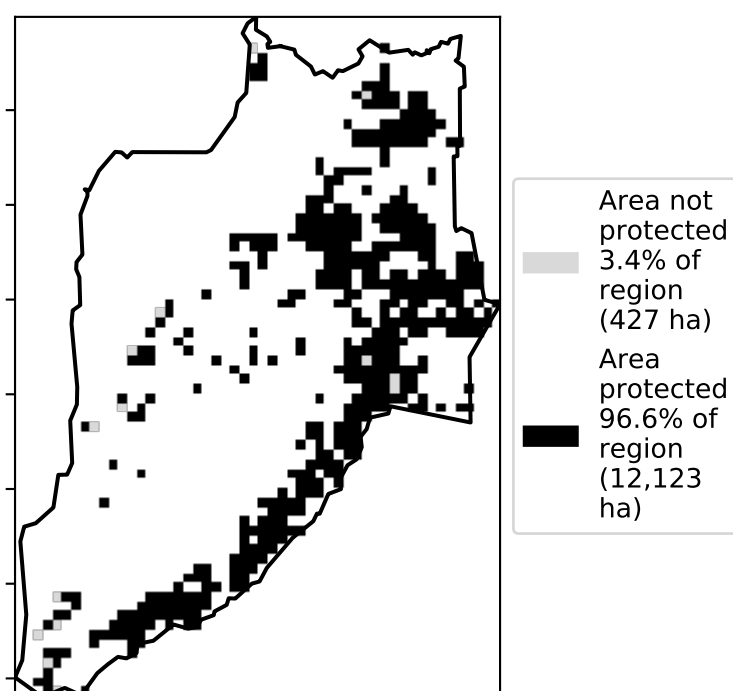 Area not
protected
3.4% of
region
(427 ha)
Area
protected
96.6% of
region
(12,123
ha)